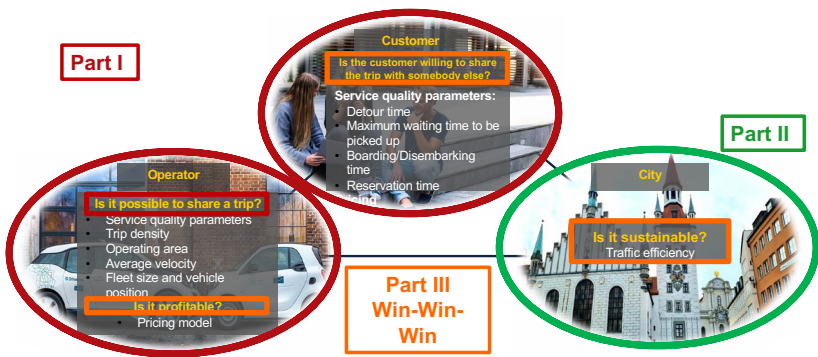 Part I
Customer
Is the customer willing to share
the trip with somebody else?
Service quality parameters:
• Detour time
• Maximum waiting time to be
picked up
• Boarding/Disembarking
time
• Reservation time
Part II
Operator
Is it possible to share a trip?
• Service quality parameters
• Trip density
• Operating area
• Average velocity
• Fleet size and vehicle
position
Is it profitable?
• Pricing model
City
Is it sustainable?
Traffic efficiency
Part III
Win-Win-
Win